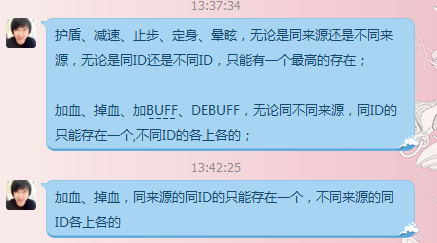 13:37:34
护盾、减速、止步、定身、晕眩，无论是同来源还是不同来
源，无论是同ID还是不同ID，只能有一个最高的存在；
加血、掉血、加BUFF、DEBUFF，无论同不同来源，同ID的
只能存在一个,不同ID的各上各的；
13:42:25
加血、掉血，同来源的同ID的只能存在一个，不同来源的同
ID各上各的